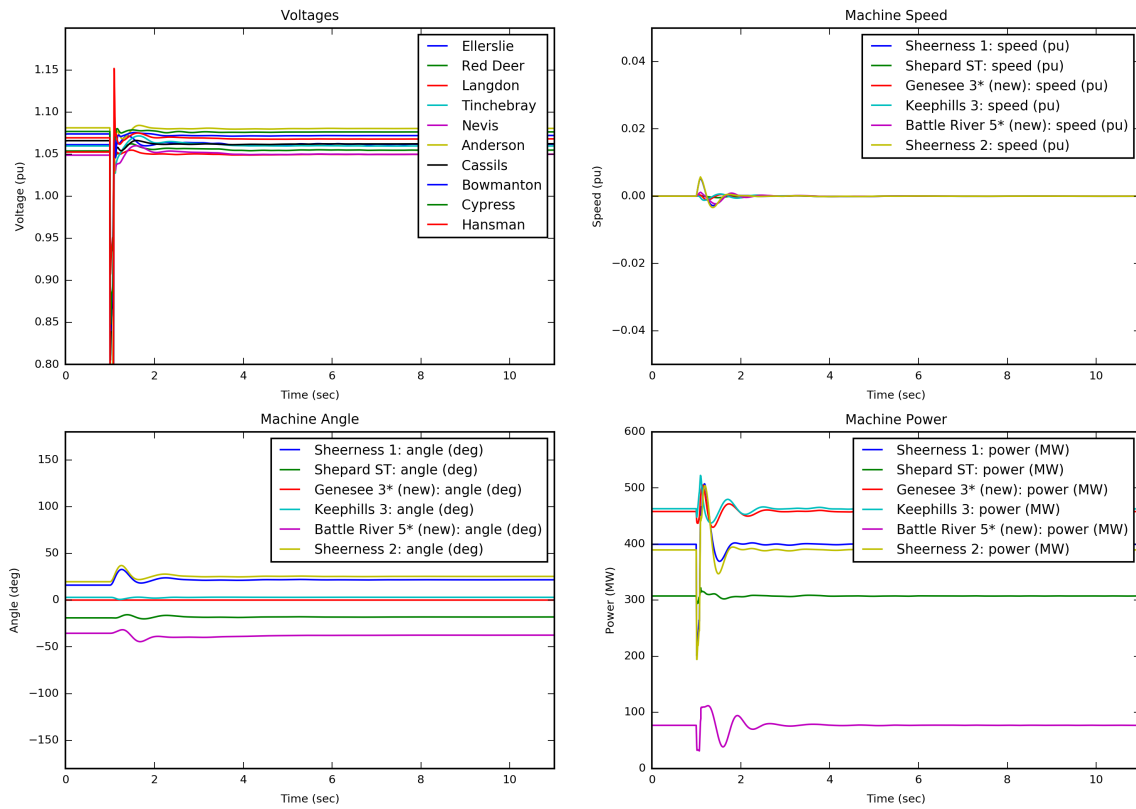 Voltages
1.15
1.10
1.05
1.00
0.95
0.90
0.85
0.80
Voltage (pu)
0 2 4 6 8 10
Time (sec)
Ellerslie
Red Deer
Langdon
Tinchebray
Nevis
Anderson
Cassils
Bowmanton
Cypress
Hansman
Machine Speed
0.04
0.02
0.00
−0.02
−0.04
Speed (pu)
0 2 4 6 8 10
Time (sec)
Sheerness 1: speed (pu)
Shepard ST: speed (pu)
Genesee 3* (new): speed (pu)
Keephills 3: speed (pu)
Battle River 5* (new): speed (pu)
Sheerness 2: speed (pu)
Machine Angle
150
100
50
0
−50
−100
−150
Angle (deg)
0 2 4 6 8 10
Time (sec)
Sheerness 1: angle (deg)
Shepard ST: angle (deg)
Genesee 3* (new): angle (deg)
Keephills 3: angle (deg)
Battle River 5* (new): angle (deg)
Sheerness 2: angle (deg)
Machine Power
600
500
400
300
200
100
0
Power (MW)
0 2 4 6 8 10
Time (sec)
Sheerness 1: power (MW)
Shepard ST: power (MW)
Genesee 3* (new): power (MW)
Keephills 3: power (MW)
Battle River 5* (new): power (MW)
Sheerness 2: power (MW)